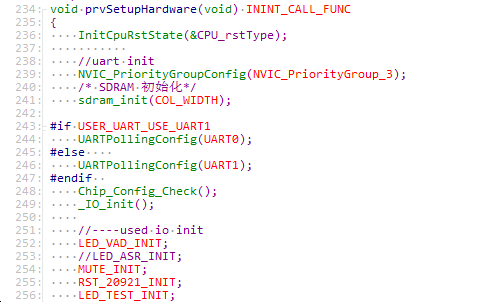 234: void prvSetupHardware(void) ININT_CALL_FUNC
235: {
236:     InitCpuRstState(&CPU_rstType);
237:
238:     //uart init
239:     NVIC_PriorityGroupConfig(NVIC_PriorityGroup_3);
240:     /* SDRAM 初始化*/
241:     sdram_init(COL_WIDTH);
242:
243: #if USER_UART_USE_UART1
244:     UARTPollingConfig(UART0);
245: #else
246:     UARTPollingConfig(UART1);
247: #endif
248:     Chip_Config_Check();
249:     _IO_init();
250:
251:     //----used io init
252:     LED_VAD_INIT;
253:     //LED_ASR_INIT;
254:     MUTE_INIT;
255:     RST_20921_INIT;
256:     LED_TEST_INIT;